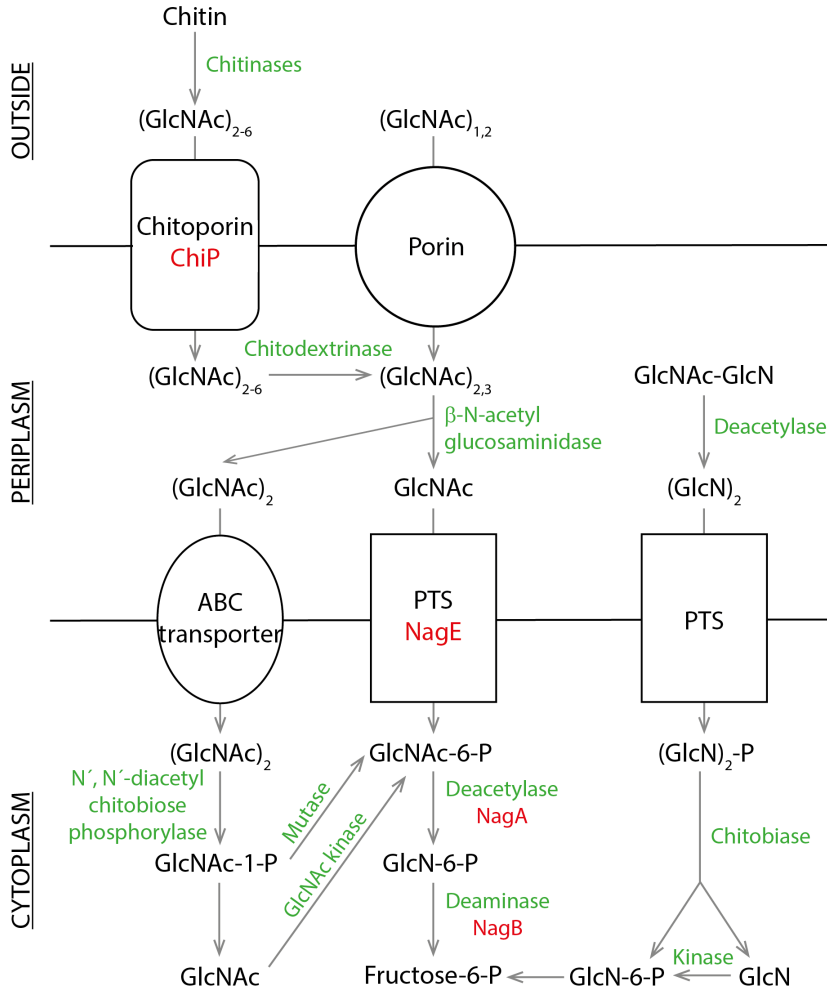 Chitin
Chitinases
OUTSIDE
(GlcNAc)2-6
(GlcNAc)1,2
Chitoporin
ChiP
Porin
(GlcNAc)2-6
Chitodextrinase
(GlcNAc)2,3
GlcNAc-GlcN
PERIPLASM
β-N-acetyl
glucosaminidase
Deacetylase
(GlcNAc)2
GlcNAc
(GlcN)2
ABC
transporter
PTS
NagE
PTS
(GlcNAc)2
GlcNAc-6-P
(GlcN)2-P
CYTOPLASM
N´, N´-diacetyl
chitobiose
phosphorylase
Mutase
Deacetylase
NagA
Chitobiase
GlcNAc-1-P
GlcNAc kinase
GlcN-6-P
Deaminase
NagB
Kinase
GlcNAc
Fructose-6-P
GlcN-6-P
GlcN